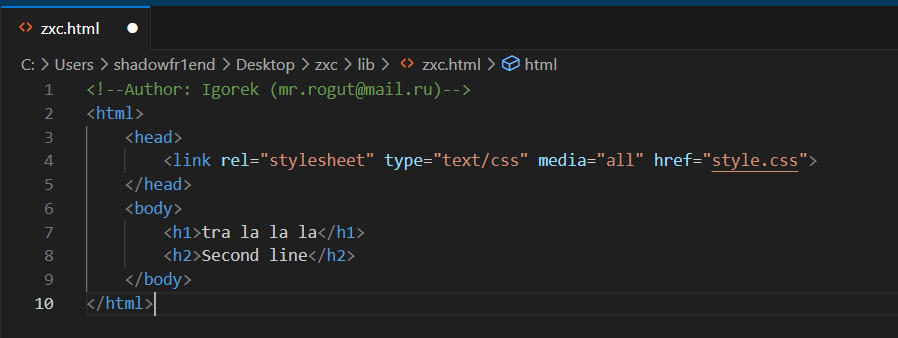 zxc.html
C: > Users > shadowfr1end > Desktop > zxc > lib > zxc.html > html
1 <!--Author: Igorek (mr.rogut@mail.ru)-->
2 <html>
3     <head>
4         <link rel="stylesheet" type="text/css" media="all" href="style.css">
5     </head>
6     <body>
7         <h1>tra la la la</h1>
8         <h2>Second line</h2>
9     </body>
10 </html>